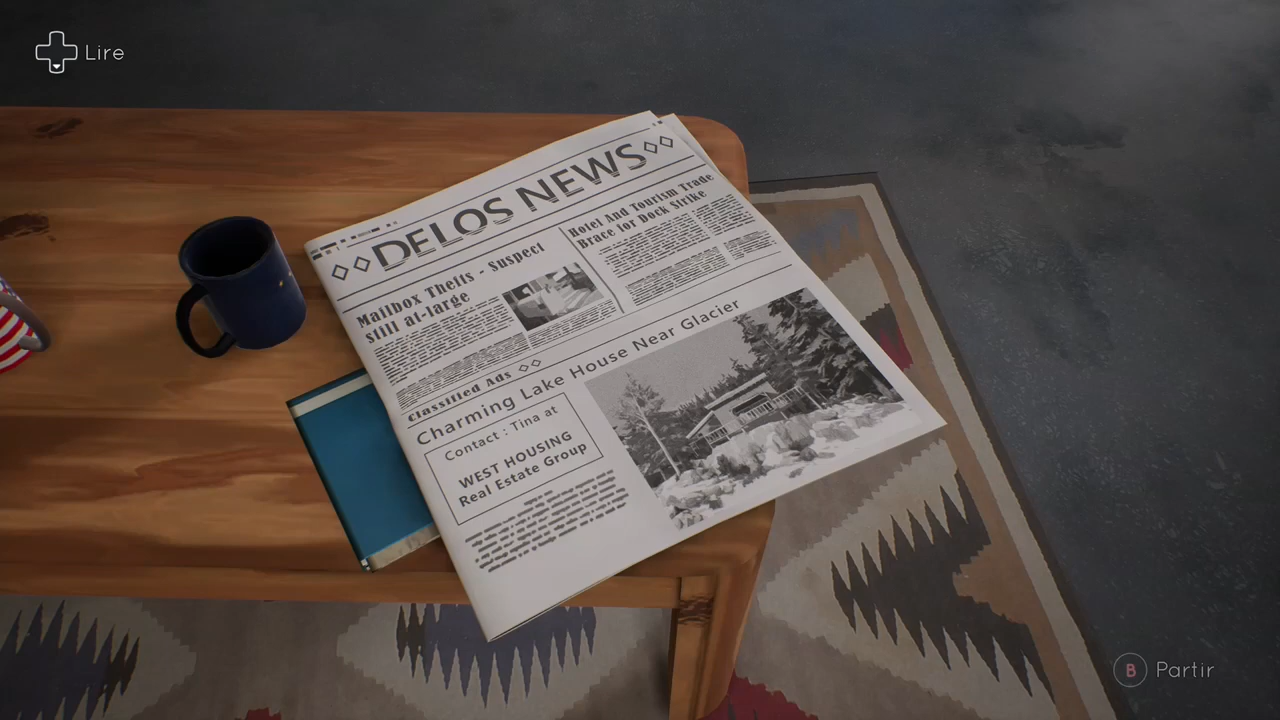 Lire
DELOS NEWS
Mailbox Thefts - Suspect
still at-large
Hotel And Tourism Trade
Brace for Dock Strike
Classified Ads
Charming Lake House Near Glacier
Contact : Tina at
WEST HOUSING
Real Estate Group
B Partir